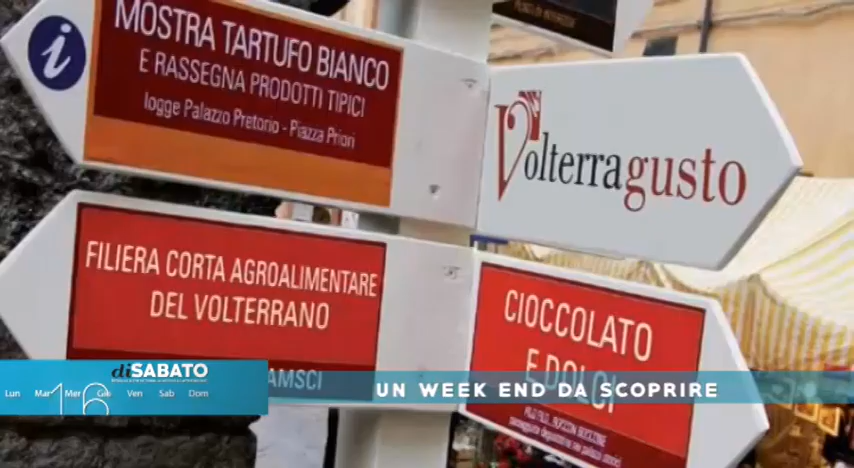 MOSTRA TARTUFO BIANCO
E RASSEGNA PRODOTTI TIPICI
logge Palazzo Pretorio - Piazza Priori
i
Volterragusto
FILIERA CORTA AGROALIMENTARE
DEL VOLTERRANO
CIOCCOLATO
E DOLCI
diSABATO
Lun Mar Mer Gio Ven Sab Dom
16
UN WEEK END DA SCOPRIRE